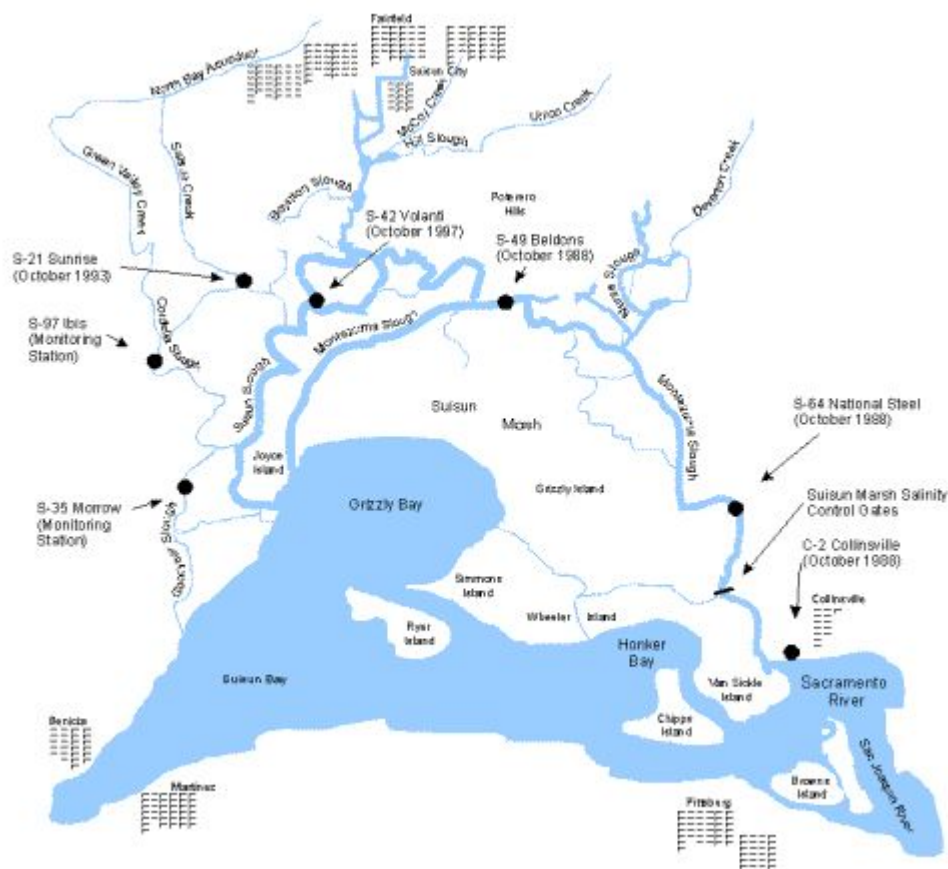 Fairfield
Suisun City
North Bay Aqueduct
McCoy Creek
Hill Slough
Union Creek
Green Valley Creek
Suisun Creek
Boynton Slough
Potrero
Hills
Denverton Creek
S-42 Volanti
(October 1997)
S-49 Beldons
(October 1988)
S-21 Sunrise
(October 1993)
Nurse Slough
S-97 Ibis
(Monitoring
Station)
Cordelia Slough
Montezuma Slough
Suisun Slough
Suisun
Marsh
Montezuma Slough
S-64 National Steel
(October 1988)
Joyce
Island
Grizzly Bay
Grizzly Island
Suisun Marsh Salinity
Control Gates
S-35 Morrow
(Monitoring
Station)
Goodyear Slough
C-2 Collinsville
(October 1988)
Simmons
Island
Collinsville
Wheeler Island
Ryer
Island
Honker
Bay
Suisun Bay
Van Sickle
Island
Sacramento
River
Chipps
Island
Benicia
San Joaquin River
Martinez
Browns
Island
Pittsburg